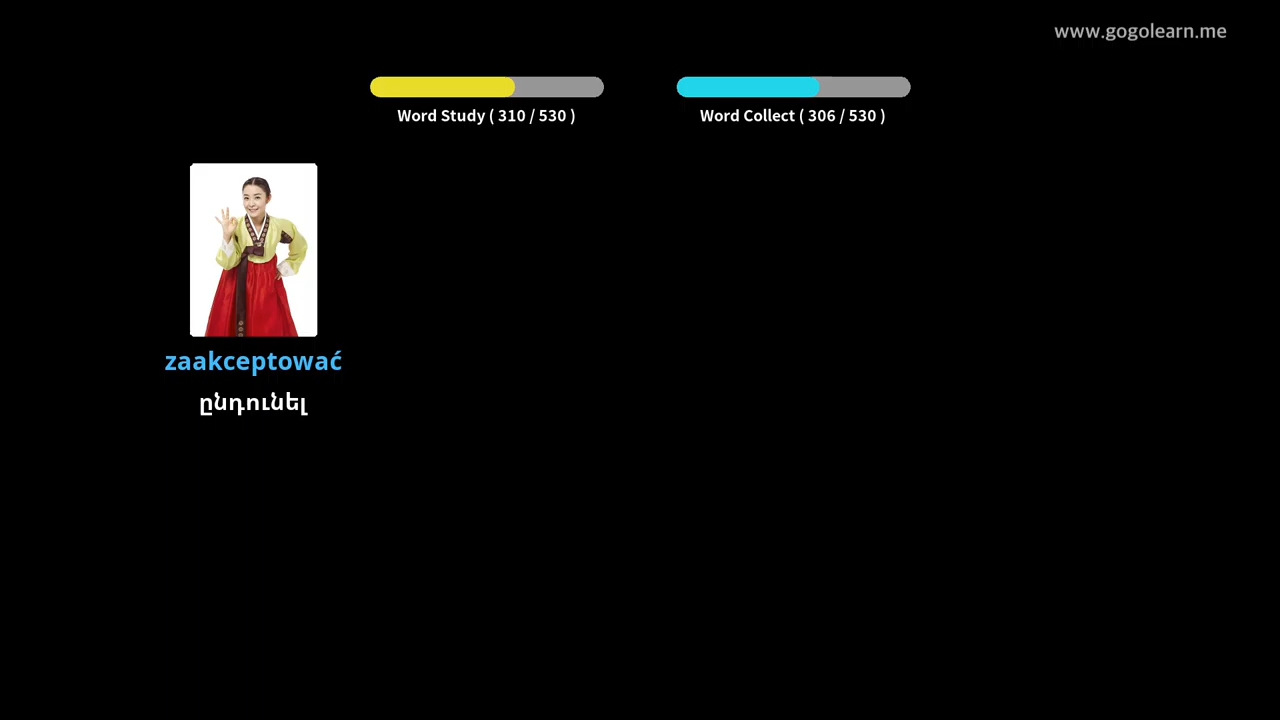 www.gogolearn.me
Word Study ( 310 / 530 )
Word Collect ( 306 / 530 )
zaakceptować
ընդունել